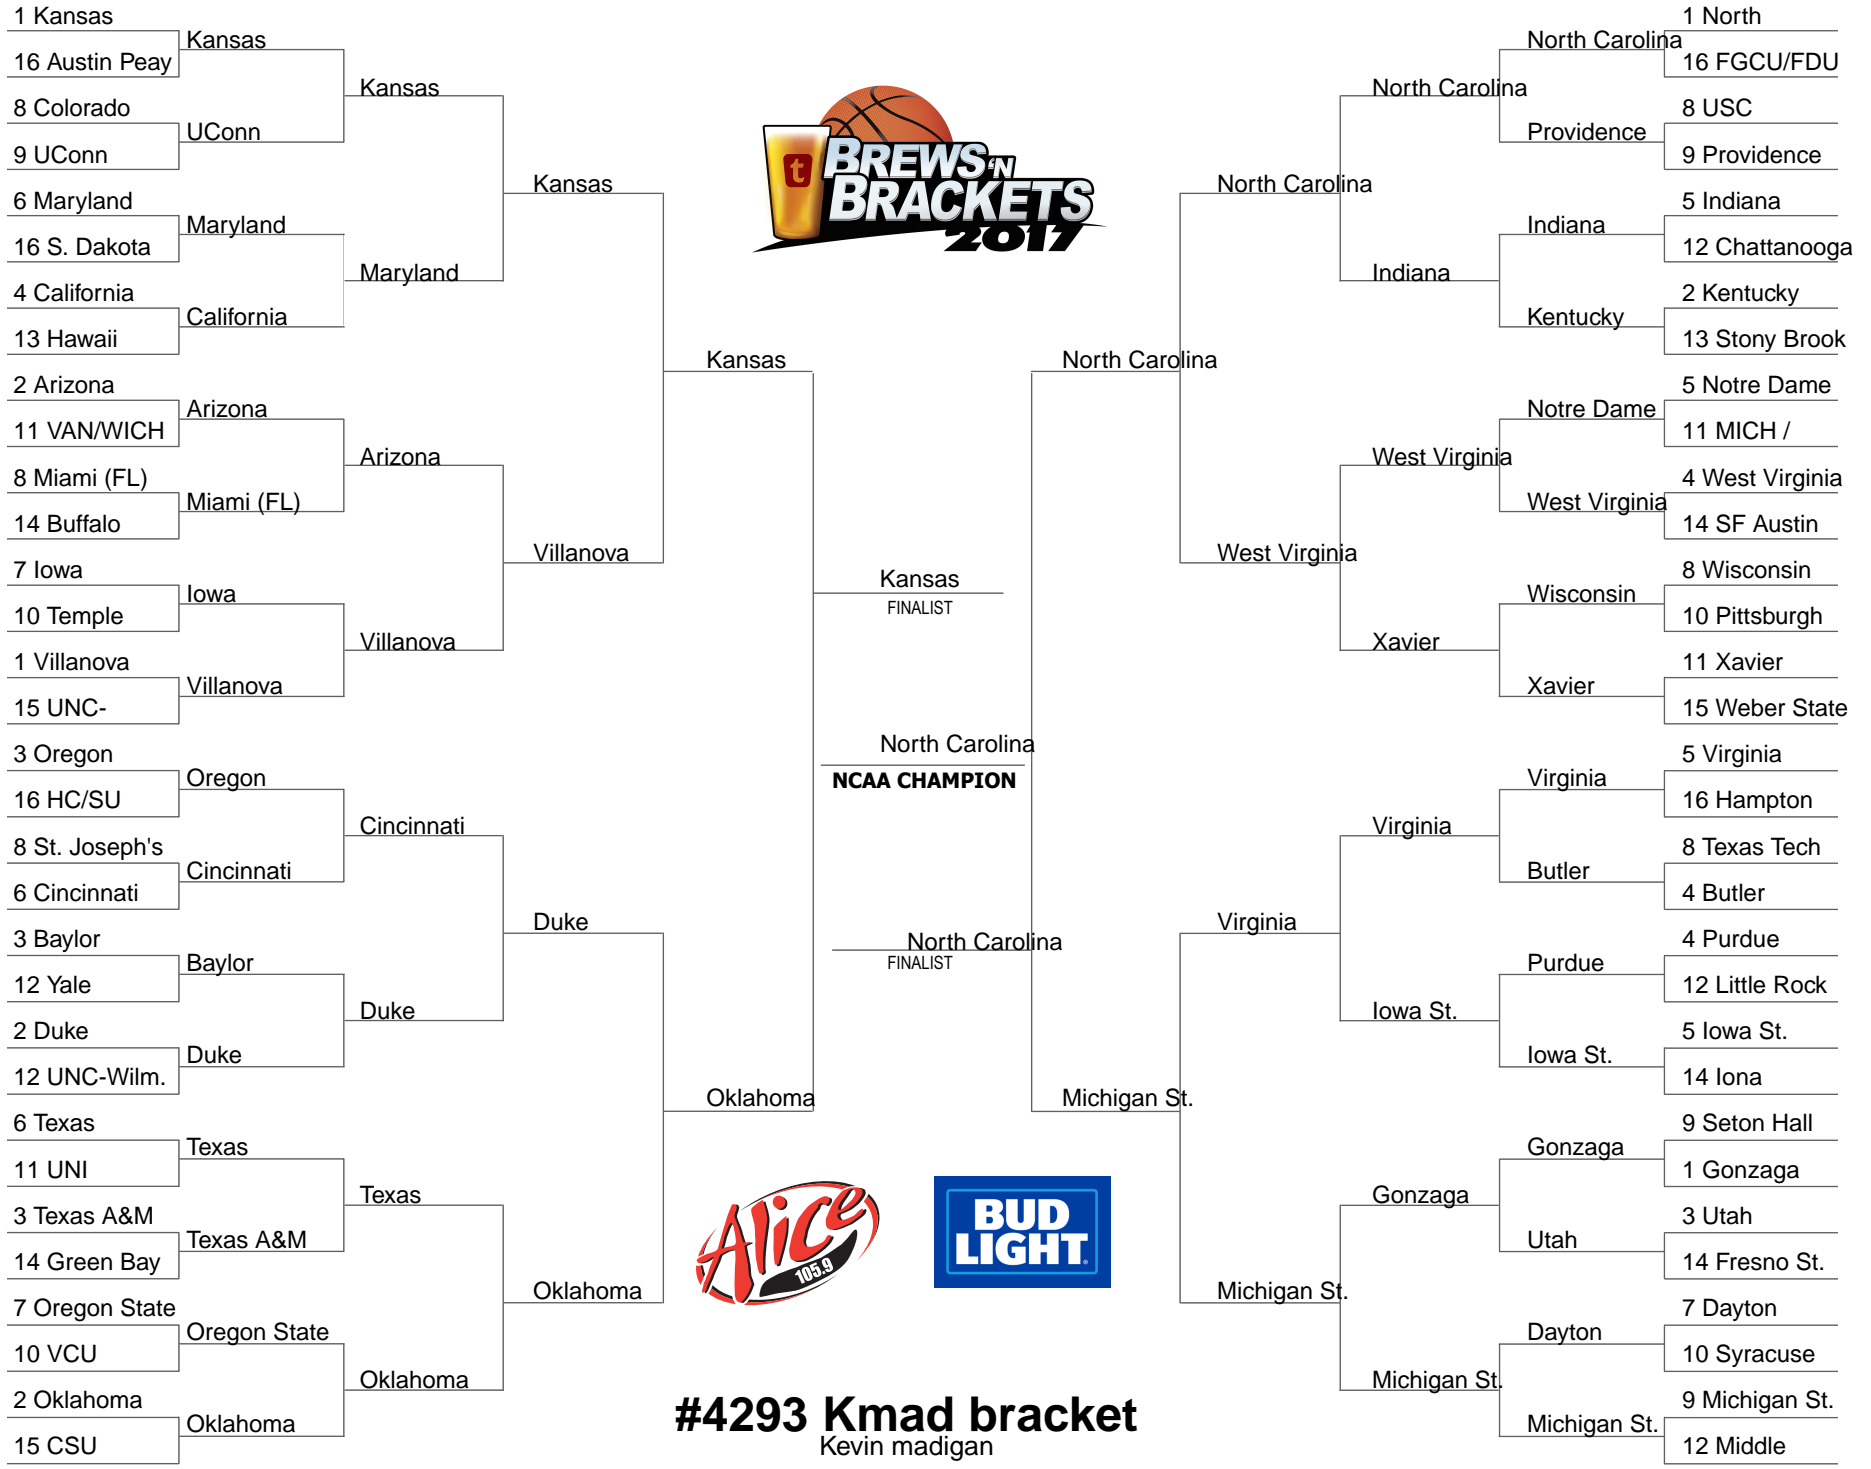 1 Kansas
16 Austin Peay
8 Colorado
9 UConn
6 Maryland
16 S. Dakota
4 California
13 Hawaii
2 Arizona
11 VAN/WICH
8 Miami (FL)
14 Buffalo
7 Iowa
10 Temple
1 Villanova
15 UNC-
3 Oregon
16 HC/SU
8 St. Joseph's
6 Cincinnati
3 Baylor
12 Yale
2 Duke
12 UNC-Wilm.
6 Texas
11 UNI
3 Texas A&M
14 Green Bay
7 Oregon State
10 VCU
2 Oklahoma
15 CSU
Kansas
UConn
Maryland
California
Arizona
Miami (FL)
Iowa
Villanova
Oregon
Cincinnati
Baylor
Duke
Texas
Texas A&M
Oregon State
Oklahoma
Kansas
Maryland
Arizona
Villanova
Cincinnati
Duke
Texas
Oklahoma
Kansas
Villanova
Duke
Oklahoma
Kansas
Oklahoma
t
BREWS 'N
BRACKETS
2017
Kansas
FINALIST
North Carolina
NCAA CHAMPION
North Carolina
FINALIST
Alice
105.9
BUD
LIGHT
#4293 Kmad bracket
Kevin madigan
North Carolina
Michigan St.
North Carolina
West Virginia
Virginia
Michigan St.
North Carolina
Indiana
West Virginia
Xavier
Virginia
Iowa St.
Gonzaga
Michigan St.
North Carolina
Providence
Indiana
Kentucky
Notre Dame
West Virginia
Wisconsin
Xavier
Virginia
Butler
Purdue
Iowa St.
Gonzaga
Utah
Dayton
Michigan St.
1 North
16 FGCU/FDU
8 USC
9 Providence
5 Indiana
12 Chattanooga
2 Kentucky
13 Stony Brook
5 Notre Dame
11 MICH /
4 West Virginia
14 SF Austin
8 Wisconsin
10 Pittsburgh
11 Xavier
15 Weber State
5 Virginia
16 Hampton
8 Texas Tech
4 Butler
4 Purdue
12 Little Rock
5 Iowa St.
14 Iona
9 Seton Hall
1 Gonzaga
3 Utah
14 Fresno St.
7 Dayton
10 Syracuse
9 Michigan St.
12 Middle